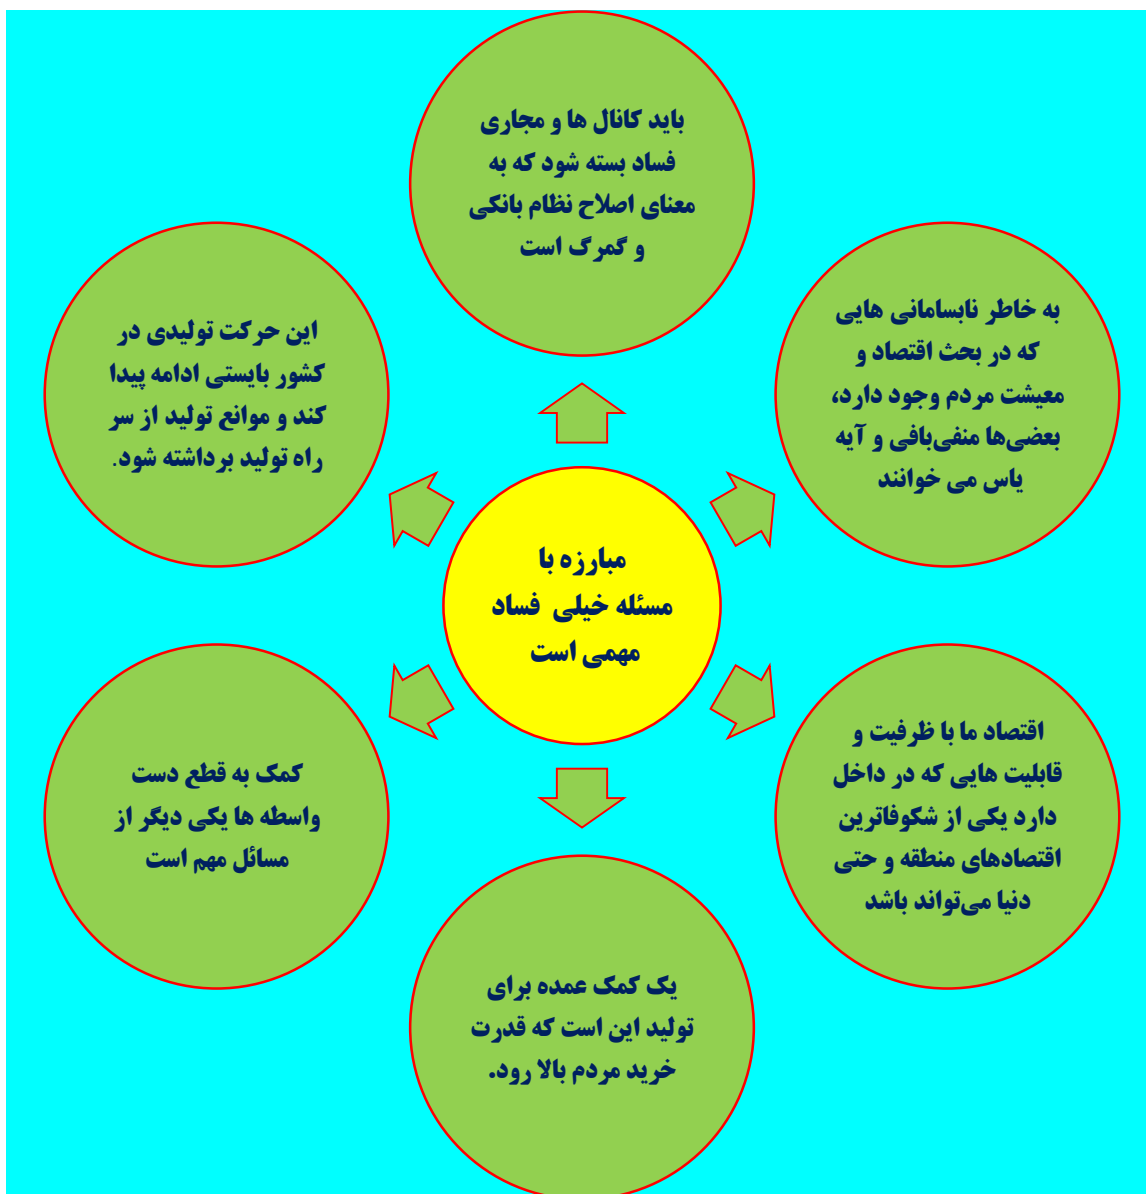 باید کانال ها و مجاری
فساد بسته شود که به
معنای اصلاح نظام بانکی
و گمرگ است
به خاطر نابسامانی هایی
که در بحث اقتصاد و
معیشت مردم وجود دارد،
بعضی‌ها منفی‌بافی و آیه
یاس می خوانند
این حرکت تولیدی در
کشور بایستی ادامه پیدا
کند و موانع تولید از سر
راه تولید برداشته شود.
مبارزه با
مسئله خیلی فساد
مهمی است
اقتصاد ما با ظرفیت و
قابلیت هایی که در داخل
دارد یکی از شکوفاترین
اقتصادهای منطقه و حتی
دنیا می‌تواند باشد
کمک به قطع دست
واسطه ها یکی دیگر از
مسائل مهم است
یک کمک عمده برای
تولید این است که قدرت
خرید مردم بالا رود.